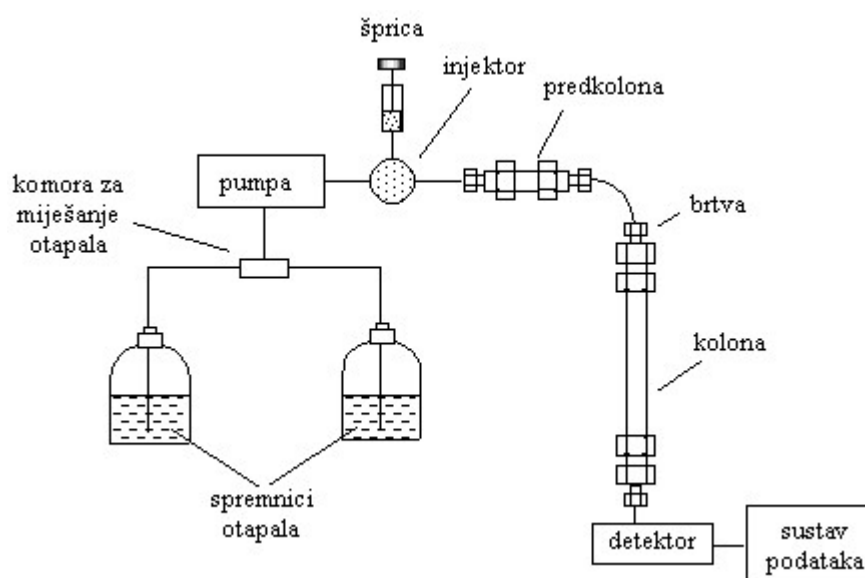 šprica
injektor
predkolona
pumpa
komora za
miješanje
otapala
brtva
kolona
spremnici
otapala
detektor
sustav
podataka